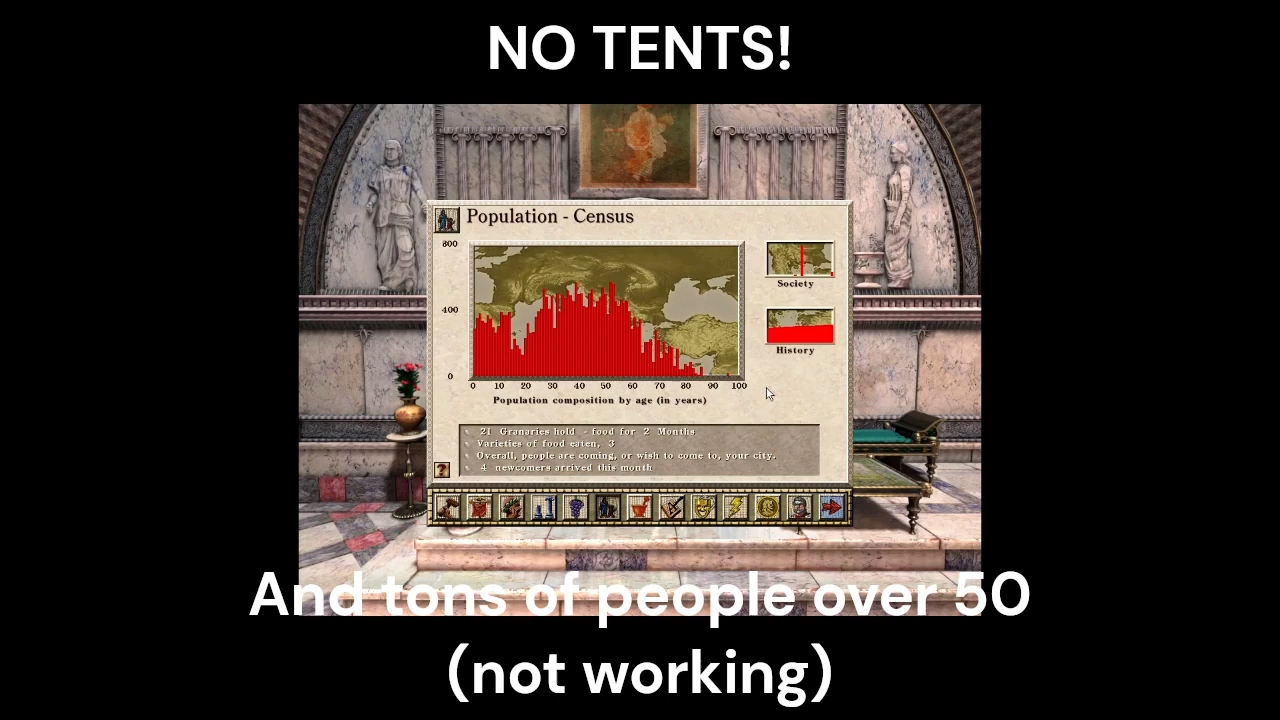 NO TENTS!
Population - Census
800
400
0
0 10 20 30 40 50 60 70 80 90 100
Population composition by age (in years)
Society
History
21 Granaries hold - food for 2 Months
Varieties of food eaten, 3
Overall, people are coming, or wish to come to, your city.
4 newcomers arrived this month
?
And tons of people over 50
(not working)